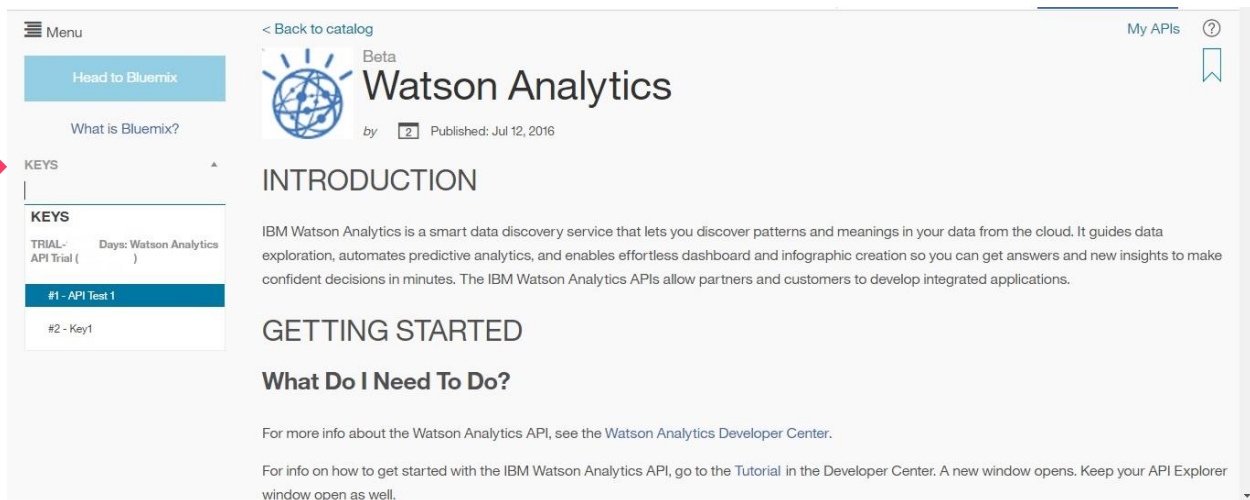 Menu
Head to Bluemix
What is Bluemix?
KEYS
KEYS
TRIAL- Days: Watson Analytics
API Trial ( )
#1 - API Test 1
#2 - Key1
< Back to catalog
My APIs ?
Beta
Watson Analytics
by 2 Published: Jul 12, 2016
INTRODUCTION
IBM Watson Analytics is a smart data discovery service that lets you discover patterns and meanings in your data from the cloud. It guides data
exploration, automates predictive analytics, and enables effortless dashboard and infographic creation so you can get answers and new insights to make
confident decisions in minutes. The IBM Watson Analytics APIs allow partners and customers to develop integrated applications.
GETTING STARTED
What Do I Need To Do?
For more info about the Watson Analytics API, see the Watson Analytics Developer Center.
For info on how to get started with the IBM Watson Analytics API, go to the Tutorial in the Developer Center. A new window opens. Keep your API Explorer
window open as well.